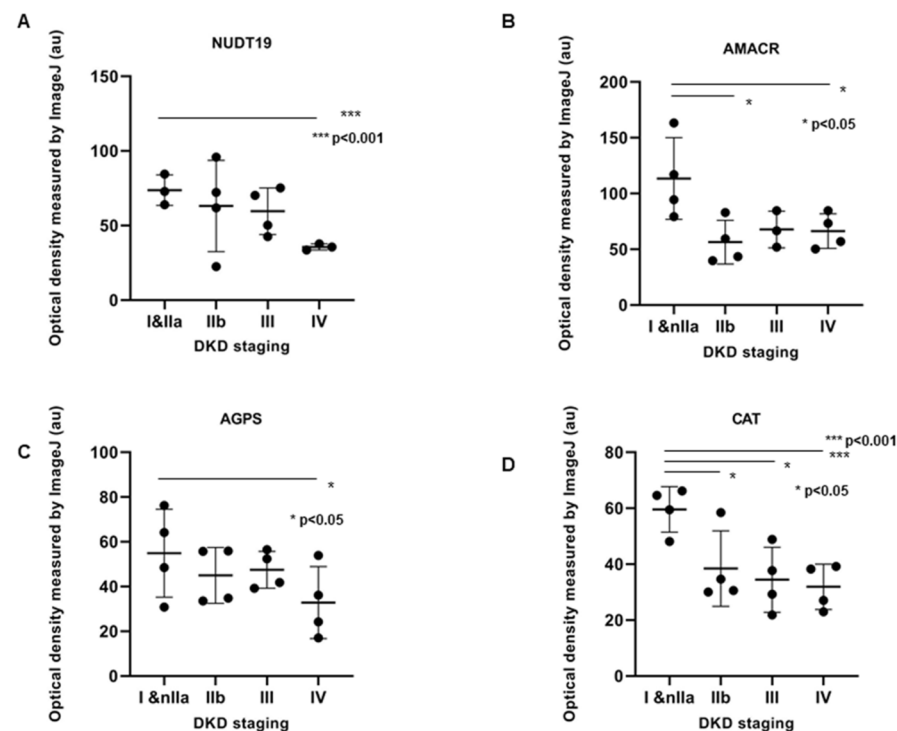 A
NUDT19
Optical density measured by ImageJ (au)
150
100
50
0
***
*** p<0.001
I&IIa IIb III IV
DKD staging
B
AMACR
Optical density measured by ImageJ (au)
200
150
100
50
0
*
*
* p<0.05
I &nIIa IIb III IV
DKD staging
C
AGPS
Optical density measured by ImageJ (au)
100
80
60
40
20
0
*
* p<0.05
I &nIIa IIb III IV
DKD staging
D
CAT
Optical density measured by ImageJ (au)
80
60
40
20
0
*** p<0.001
***
*
*
* p<0.05
I &nIIa IIb III IV
DKD staging